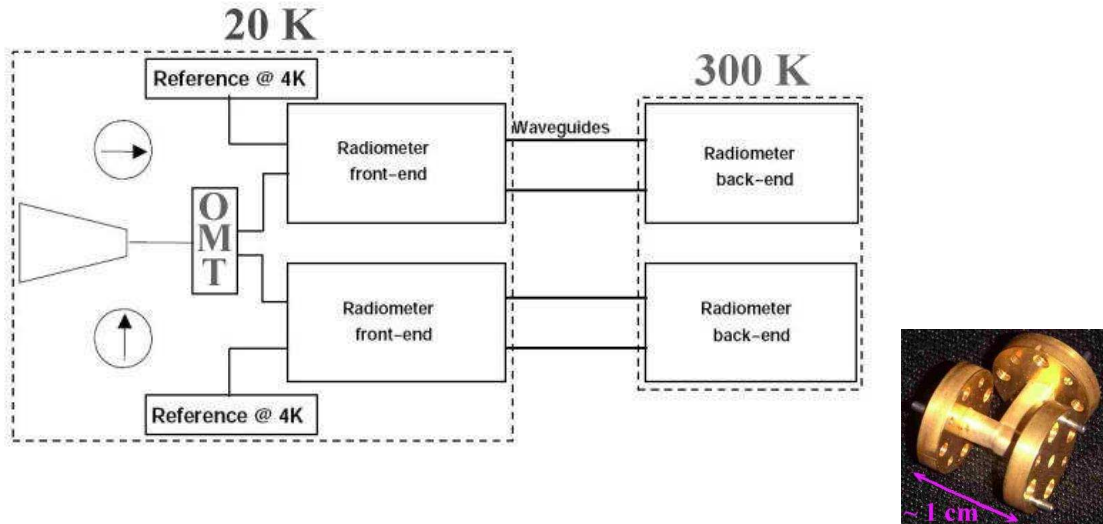 20 K
Reference @ 4K
300 K
Radiometer
front-end
Waveguides
Radiometer
back-end
OMT
Radiometer
front-end
Radiometer
back-end
Reference @ 4K
~ 1 cm